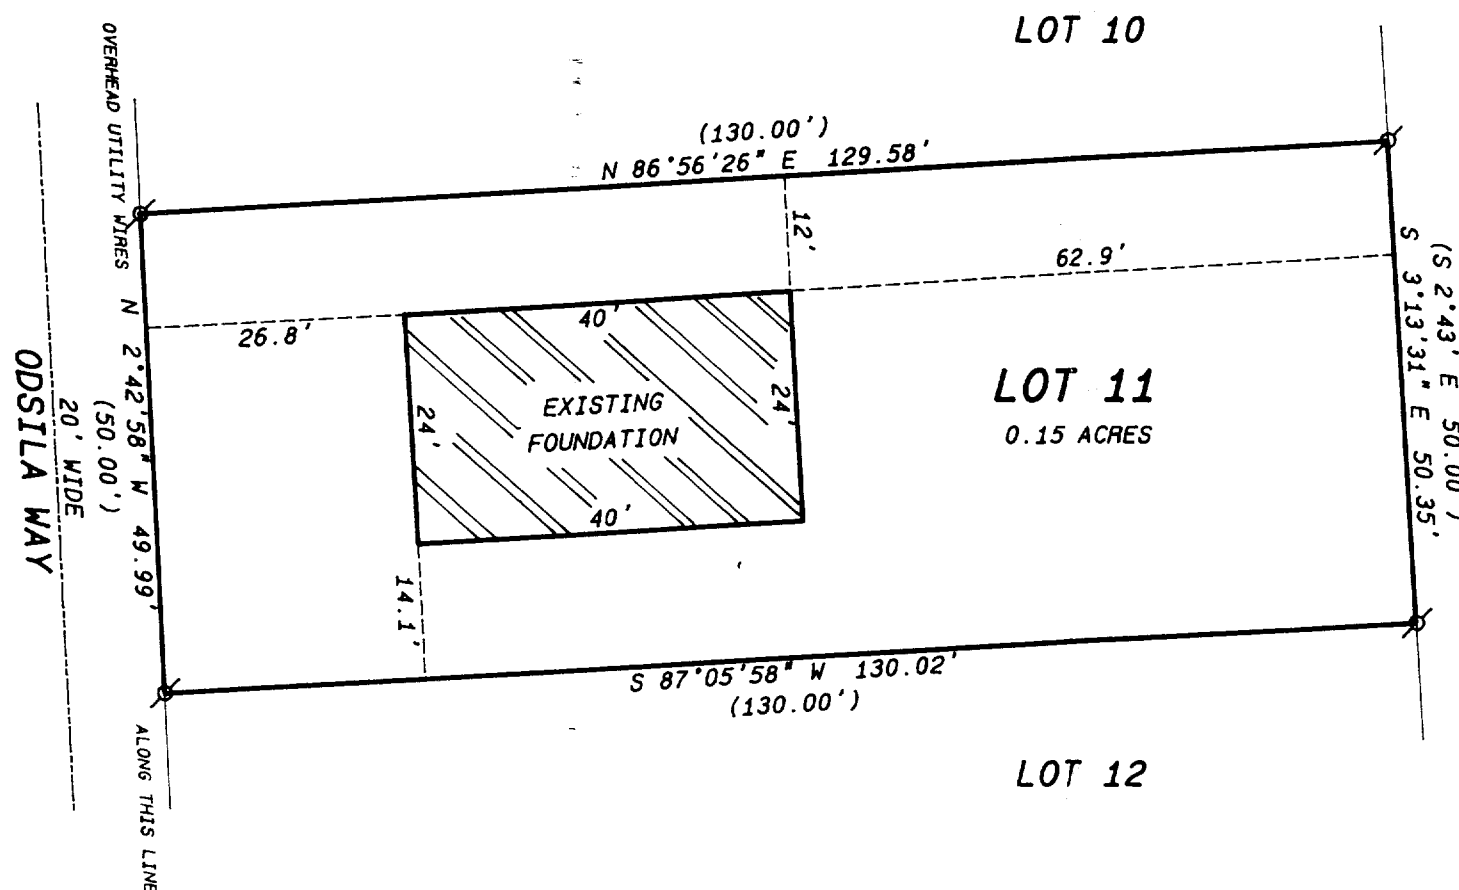 LOT 10
(130.00')
N 86°56'26" E 129.58'
OVERHEAD UTILITY WIRES
12'
62.9'
26.8'
40'
24'
EXISTING
FOUNDATION
24'
40'
14.1'
LOT 11
0.15 ACRES
N 2°42'58" W 49.99'
(50.00')
20' WIDE
ODSILA WAY
(S 2°43' E 50.00')
S 3°13'31" E 50.35'
S 87°05'58" W 130.02'
(130.00')
ALONG THIS LINE
LOT 12